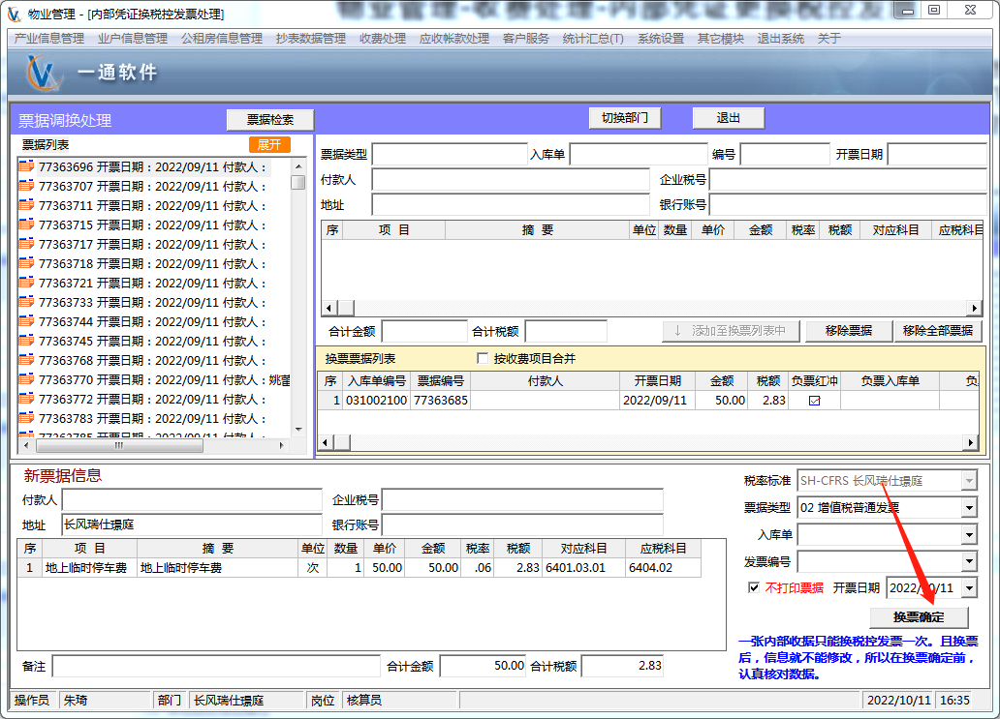 物业管理 - [内部凭证换税控发票处理]
产业信息管理 业户信息管理 公租房信息管理 抄表数据管理 收费处理 应收帐款处理 客户服务 统计汇总(T) 系统设置 其它模块 退出系统 关于
一通软件
票据调换处理 票据检索 切换部门 退出
票据列表 展开
77363696 开票日期：2022/09/11 付款人：
77363707 开票日期：2022/09/11 付款人：
77363711 开票日期：2022/09/11 付款人：
77363715 开票日期：2022/09/11 付款人：
77363717 开票日期：2022/09/11 付款人：
77363718 开票日期：2022/09/11 付款人：
77363721 开票日期：2022/09/11 付款人：
77363733 开票日期：2022/09/11 付款人：
77363744 开票日期：2022/09/11 付款人：
77363745 开票日期：2022/09/11 付款人：
77363768 开票日期：2022/09/11 付款人：
77363770 开票日期：2022/09/11 付款人：姚蕾
77363772 开票日期：2022/09/11 付款人：
77363783 开票日期：2022/09/11 付款人：
77363785 开票日期：2022/09/11 付款人：
票据类型 入库单 编号 开票日期
付款人 企业税号
地址 银行账号
序 项 目 摘 要 单位 数量 单价 金额 税率 税额 对应科目 应税科目
合计金额 合计税额 ↓ 添加至换票列表中 移除票据 移除全部票据
换票票据列表 按收费项目合并
序 入库单编号 票据编号 付款人 开票日期 金额 税额 负票红冲 负票入库单 负
1 031002100 77363685 2022/09/11 50.00 2.83
新票据信息
付款人 企业税号
地址 长风瑞仕璟庭 银行账号
序 项 目 摘 要 单位 数量 单价 金额 税率 税额 对应科目 应税科目
1 地上临时停车费 地上临时停车费 次 1 50.00 50.00 .06 2.83 6401.03.01 6404.02
备注 合计金额 50.00 合计税额 2.83
税率标准 SH-CFRS 长风瑞仕璟庭
票据类型 02 增值税普通发票
入库单
发票编号
不打印票据 开票日期 2022/10/11
换票确定
一张内部收据只能换税控发票一次。且换票
后，信息就不能修改，所以在换票确定前，
认真核对数据。
操作员 朱琦 部门 长风瑞仕璟庭 岗位 核算员 2022/10/11 16:35